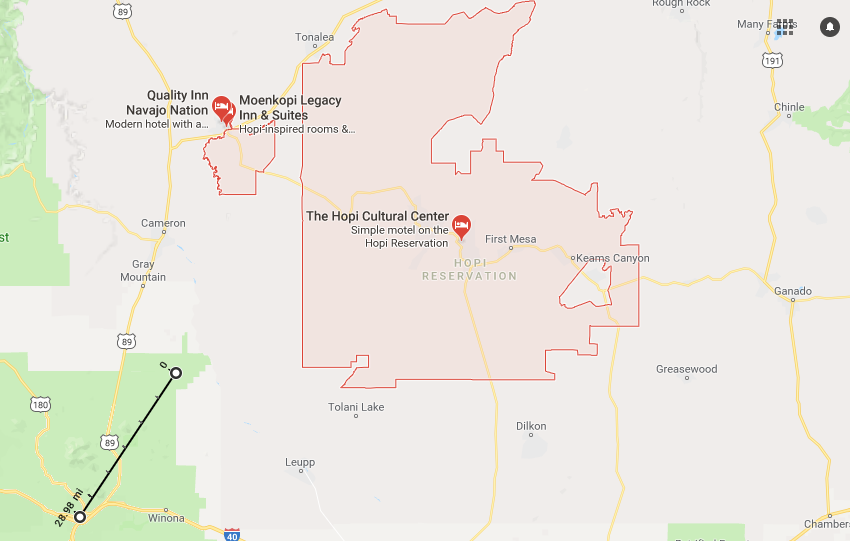 89
Rough Rock
Tonalea
Many Farms
191
Quality Inn
Navajo Nation
Modern hotel with a...
Moenkopi Legacy
Inn & Suites
Hopi-inspired rooms &...
Chinle
The Hopi Cultural Center
Simple motel on the
Hopi Reservation
Cameron
First Mesa
st
HOPI
RESERVATION
Keams Canyon
Gray
Mountain
Ganado
89
0
Greasewood
180
Tolani Lake
89
Dilkon
Leupp
28.98 mi
Winona
40
Chambers